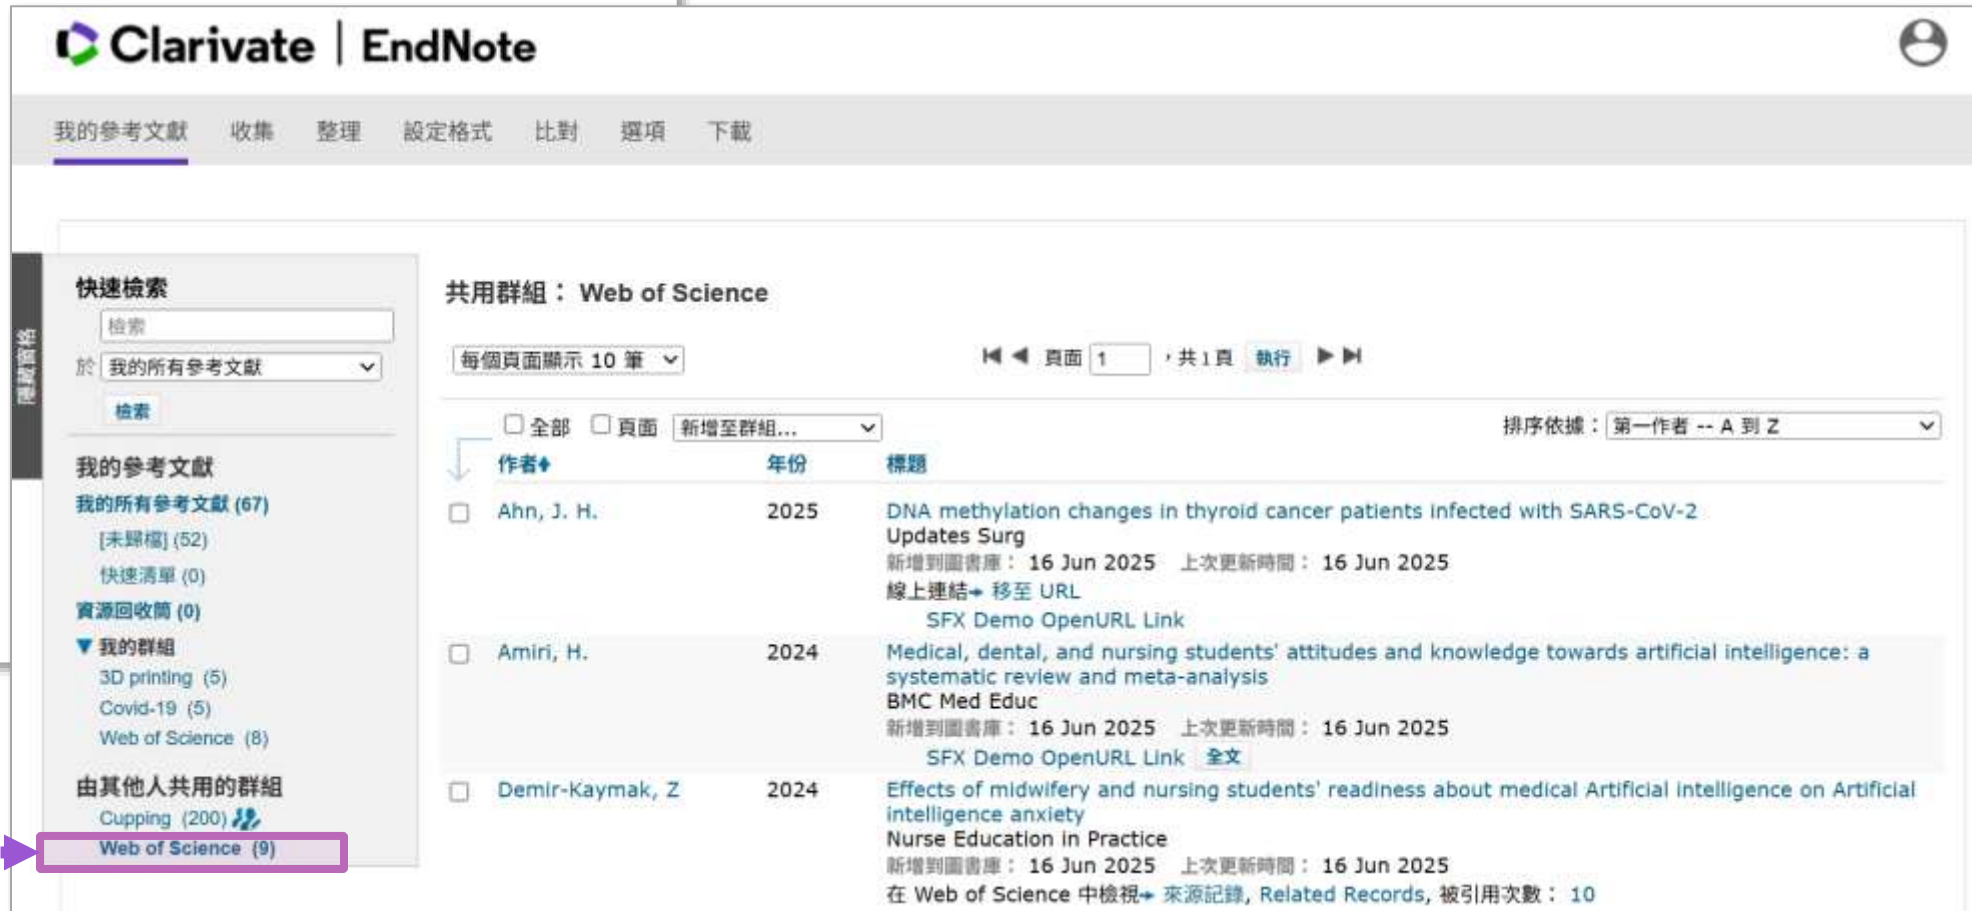 Clarivate | EndNote
我的參考文獻 收集 整理 設定格式 比對 選項 下載
隱藏窗格
快速檢索
檢索
於 我的所有參考文獻
檢索
我的參考文獻
我的所有參考文獻 (67)
[未歸檔] (52)
快速清單 (0)
資源回收筒 (0)
▼ 我的群組
3D printing (5)
Covid-19 (5)
Web of Science (8)
由其他人共用的群組
Cupping (200)
Web of Science (9)
共用群組： Web of Science
每個頁面顯示 10 筆
頁面 1 ，共1頁 執行
全部 頁面 新增至群組...
排序依據： 第一作者 -- A 到 Z
作者 年份 標題
Ahn, J. H. 2025 DNA methylation changes in thyroid cancer patients infected with SARS-CoV-2
Updates Surg
新增到圖書庫： 16 Jun 2025 上次更新時間： 16 Jun 2025
線上連結➔ 移至 URL
SFX Demo OpenURL Link
Amiri, H. 2024 Medical, dental, and nursing students' attitudes and knowledge towards artificial intelligence: a
systematic review and meta-analysis
BMC Med Educ
新增到圖書庫： 16 Jun 2025 上次更新時間： 16 Jun 2025
SFX Demo OpenURL Link 全文
Demir-Kaymak, Z 2024 Effects of midwifery and nursing students' readiness about medical Artificial intelligence on Artificial
intelligence anxiety
Nurse Education in Practice
新增到圖書庫： 16 Jun 2025 上次更新時間： 16 Jun 2025
在 Web of Science 中檢視➔ 來源記錄, Related Records, 被引用次數： 10